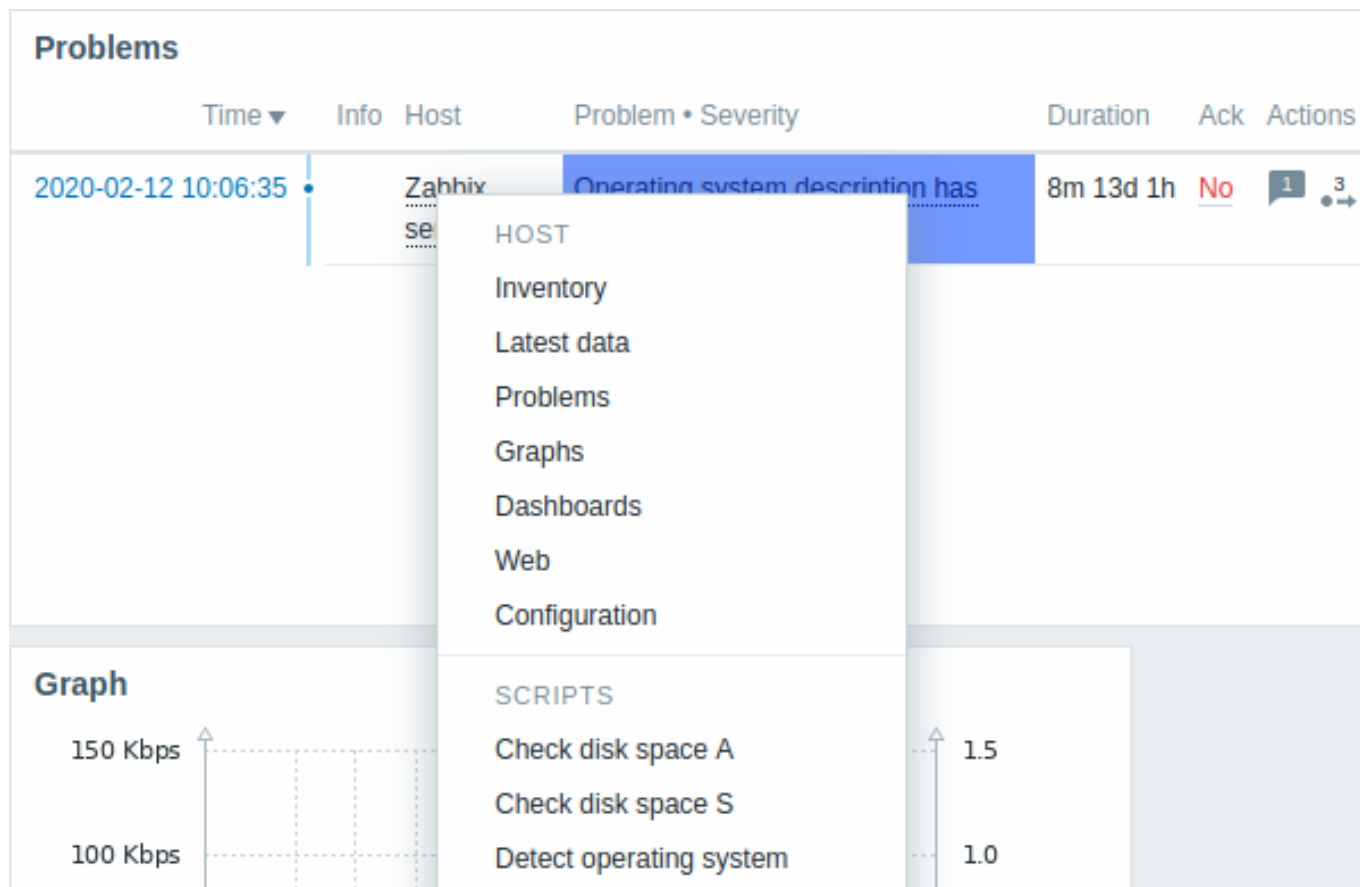 Problems
Time Info Host Problem • Severity Duration Ack Actions
2020-02-12 10:06:35 Zabbix Operating system description has 8m 13d 1h No 1 3
HOST
Inventory
Latest data
Problems
Graphs
Dashboards
Web
Configuration
SCRIPTS
Check disk space A
Check disk space S
Detect operating system
Graph
150 Kbps 1.5
100 Kbps 1.0